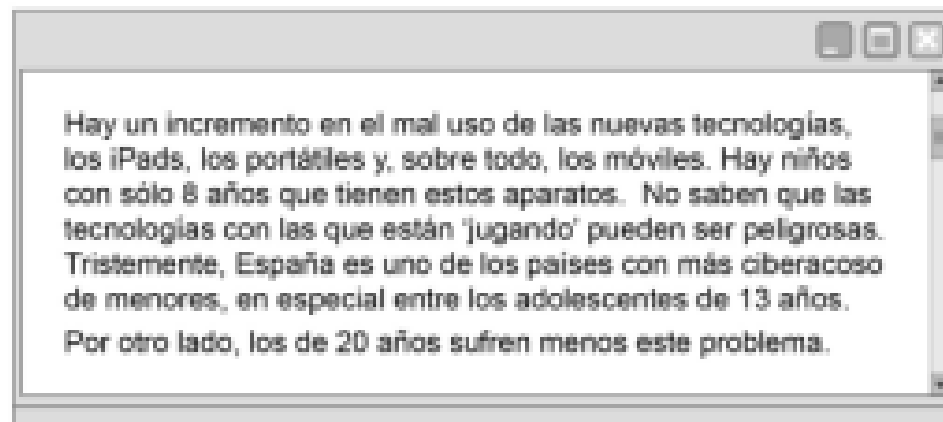 Hay un incremento en el mal uso de las nuevas tecnologías,
los iPads, los portátiles y, sobre todo, los móviles. Hay niños
con sólo 8 años que tienen estos aparatos. No saben que las
tecnologías con las que están 'jugando' pueden ser peligrosas.
Tristemente, España es uno de los países con más ciberacoso
de menores, en especial entre los adolescentes de 13 años.
Por otro lado, los de 20 años sufren menos este problema.